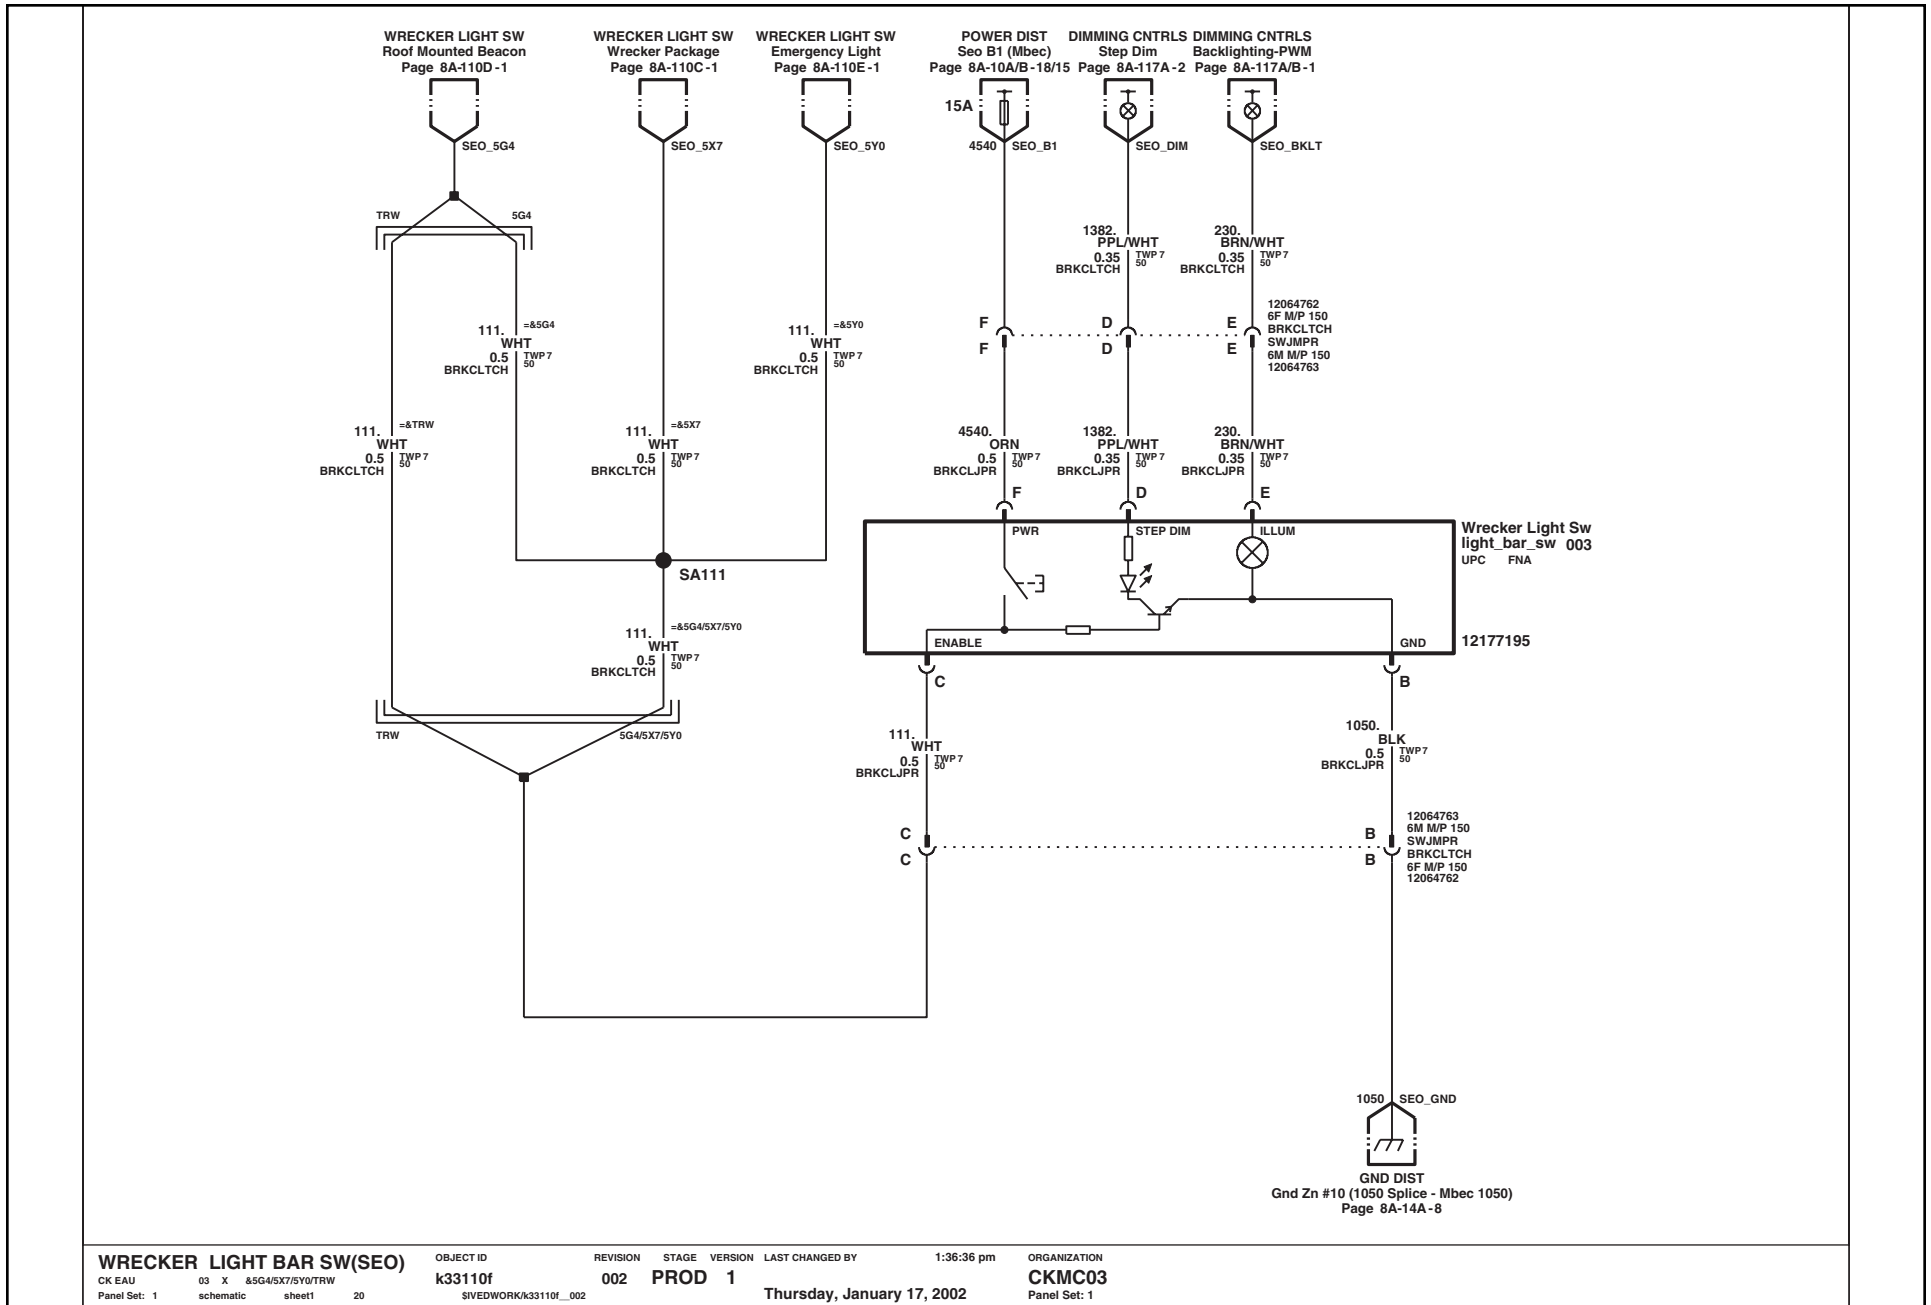 WRECKER LIGHT SW
Roof Mounted Beacon
Page 8A-110D-1
WRECKER LIGHT SW
Wrecker Package
Page 8A-110C-1
WRECKER LIGHT SW
Emergency Light
Page 8A-110E-1
POWER DIST
Seo B1 (Mbec)
Page 8A-10A/B-18/15
DIMMING CNTRLS
Step Dim
Page 8A-117A-2
DIMMING CNTRLS
Backlighting-PWM
Page 8A-117A/B-1
15A
SEO_5G4
SEO_5X7
SEO_5Y0
4540
SEO_B1
SEO_DIM
SEO_BKLT
TRW
5G4
1382.
PPL/WHT
0.35
TWP7
50
BRKCLTCH
230.
BRN/WHT
0.35
TWP7
50
BRKCLTCH
111.
=&5G4
WHT
0.5
TWP7
50
BRKCLTCH
111.
=&5Y0
WHT
0.5
TWP7
50
BRKCLTCH
F
D
E
F
D
E
12064762
6F M/P 150
BRKCLTCH
SWJMPR
6M M/P 150
12064763
111.
=&TRW
WHT
0.5
TWP7
50
BRKCLTCH
111.
=&5X7
WHT
0.5
TWP7
50
BRKCLTCH
4540.
ORN
0.5
TWP7
50
BRKCLJPR
1382.
PPL/WHT
0.35
TWP7
50
BRKCLJPR
230.
BRN/WHT
0.35
TWP7
50
BRKCLJPR
F
D
E
PWR
STEP DIM
ILLUM
Wrecker Light Sw
light_bar_sw 003
UPC FNA
SA111
111.
=&5G4/5X7/5Y0
WHT
0.5
TWP7
50
BRKCLTCH
ENABLE
GND
12177195
C
B
TRW
5G4/5X7/5Y0
111.
WHT
0.5
TWP7
50
BRKCLJPR
1050.
BLK
0.5
TWP7
50
BRKCLJPR
C
B
C
B
12064763
6M M/P 150
SWJMPR
BRKCLTCH
6F M/P 150
12064762
1050
SEO_GND
GND DIST
Gnd Zn #10 (1050 Splice - Mbec 1050)
Page 8A-14A-8
WRECKER LIGHT BAR SW(SEO)
CK EAU 03 X &5G4/5X7/5Y0/TRW
Panel Set: 1 schematic sheet1 20
OBJECT ID
k33110f
$IVEDWORK/k33110f__002
REVISION
002
STAGE
PROD
VERSION
1
LAST CHANGED BY
1:36:36 pm
Thursday, January 17, 2002
ORGANIZATION
CKMC03
Panel Set: 1